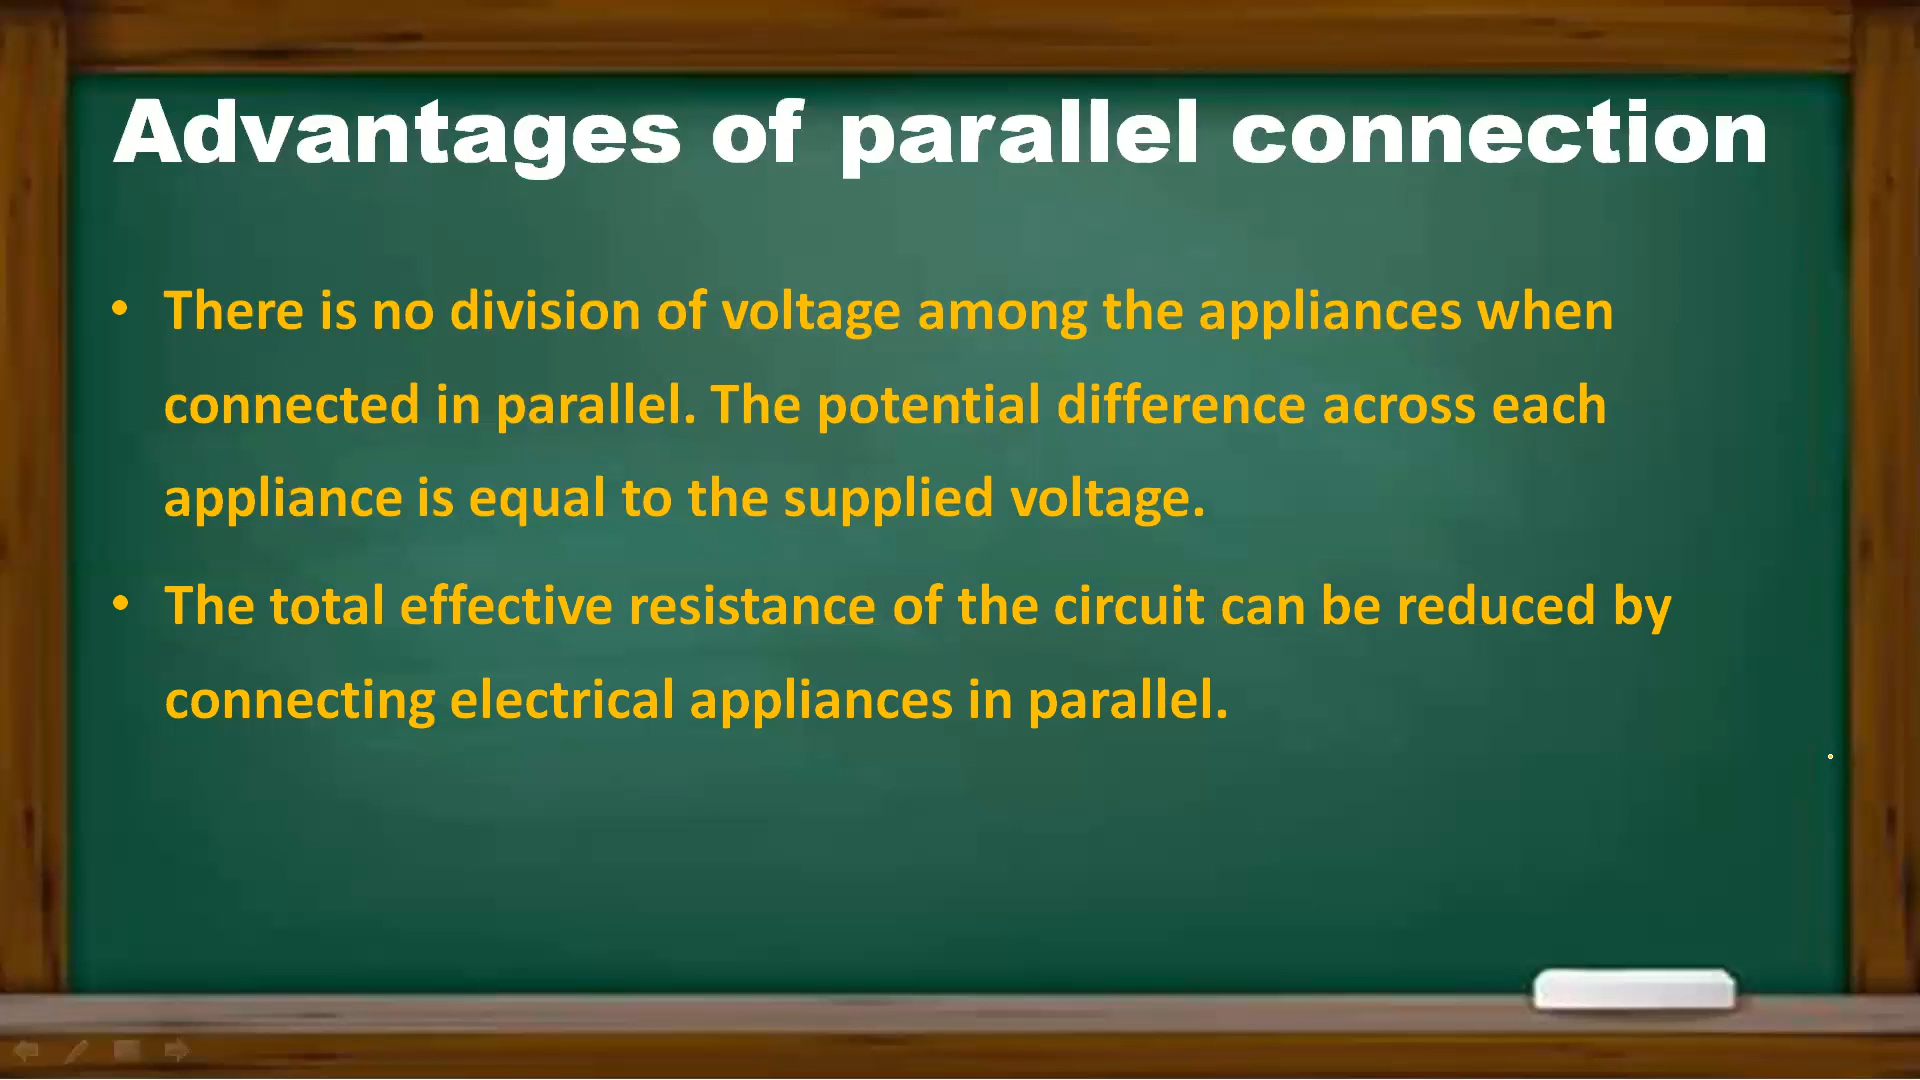 Advantages of parallel connection
• There is no division of voltage among the appliances when
connected in parallel. The potential difference across each
appliance is equal to the supplied voltage.
• The total effective resistance of the circuit can be reduced by
connecting electrical appliances in parallel.